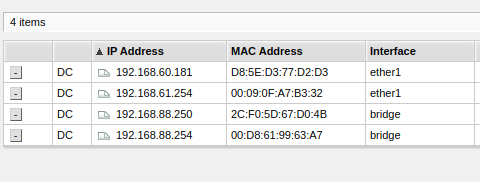 4 items
IP Address MAC Address Interface
- DC 192.168.60.181 D8:5E:D3:77:D2:D3 ether1
- DC 192.168.61.254 00:09:0F:A7:B3:32 ether1
- DC 192.168.88.250 2C:F0:5D:67:D0:4B bridge
- DC 192.168.88.254 00:D8:61:99:63:A7 bridge